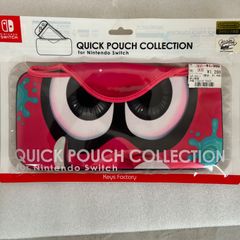 NINTENDO
SWITCH
QUICK POUCH COLLECTION
for Nintendo Switch
QUICK POUCH COLLECTION
for Nintendo Switch
Keys Factory